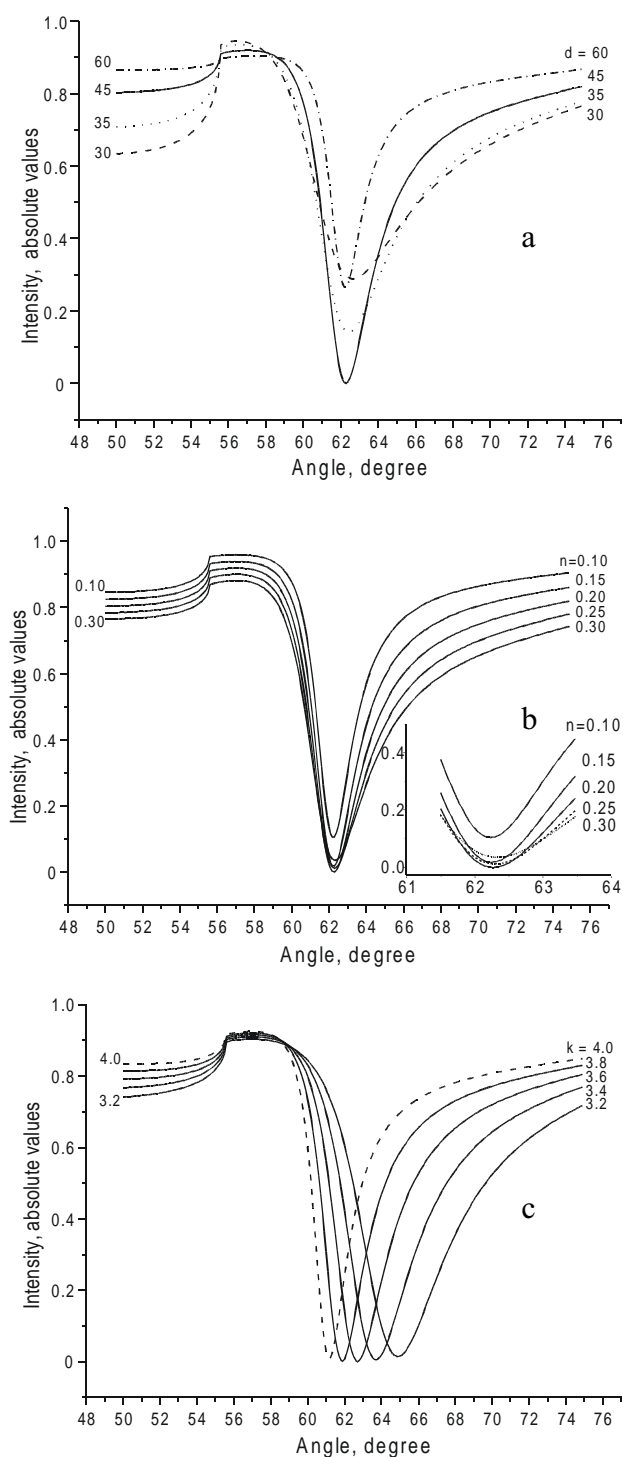 1.0
0.8
0.6
0.4
0.2
0
Intensity, absolute values
60
45
35
30
d = 60
45
35
30
a
48 50 52 54 56 58 60 62 64 66 68 70 72 74 76
Angle, degree
1.0
0.8
0.6
0.4
0.2
0.0
Intensity, absolute values
0.10
0.30
n=0.10
0.15
0.20
0.25
0.30
b
0.4
0.2
0.0
n=0.10
0.15
0.20
0.25
0.30
61 62 63 64
48 50 52 54 56 58 60 62 64 66 68 70 72 74 76
Angle, degree
1.0
0.8
0.6
0.4
0.2
0
Intensity, absolute values
4.0
3.2
k = 4.0
3.8
3.6
3.4
3.2
c
48 50 52 54 56 58 60 62 64 66 68 70 72 74 76
Angle, degree